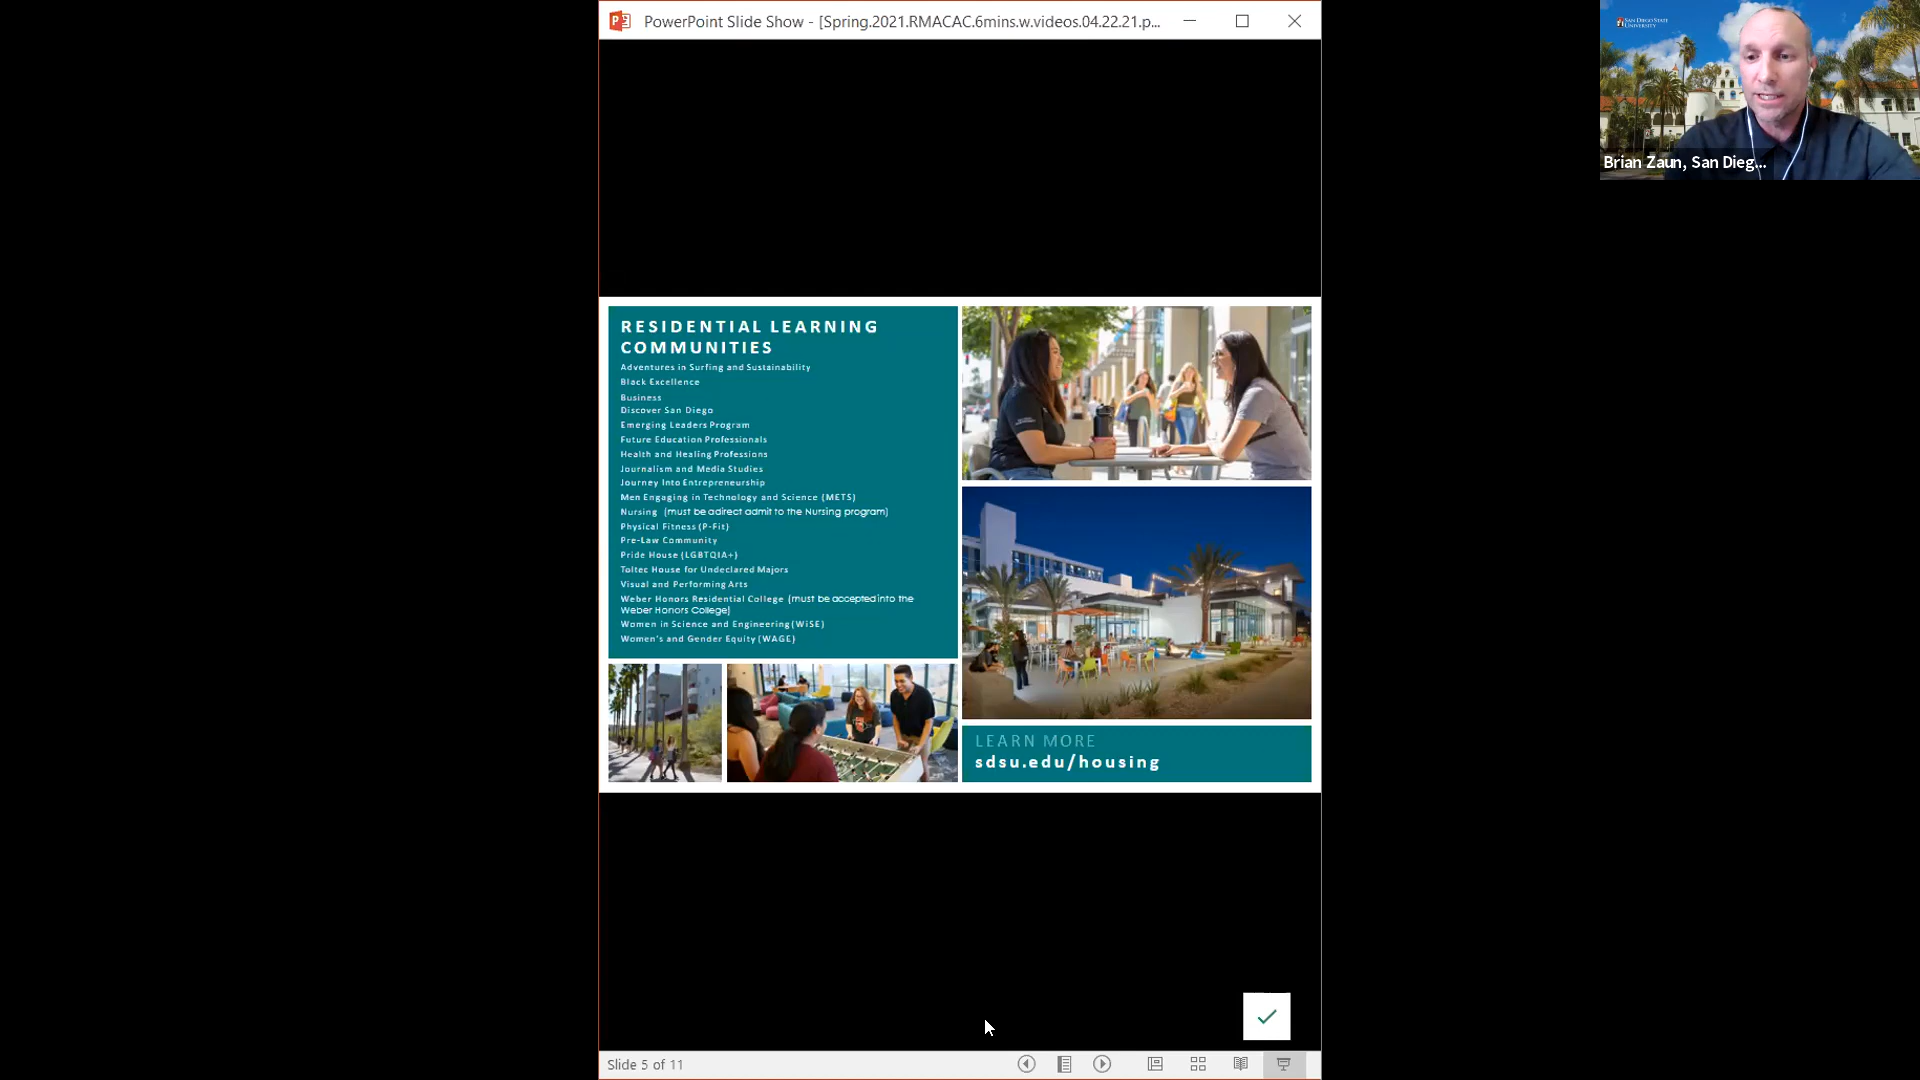 PowerPoint Slide Show - [Spring.2021.RMACAC.6mins.w.videos.04.22.21.p...
SAN DIEGO STATE
UNIVERSITY
Brian Zaun, San Dieg...
RESIDENTIAL LEARNING
COMMUNITIES
Adventures in Surfing and Sustainability
Black Excellence
Business
Discover San Diego
Emerging Leaders Program
Future Education Professionals
Health and Healing Professions
Journalism and Media Studies
Journey Into Entrepreneurship
Men Engaging in Technology and Science (METS)
Nursing (must be a direct admit to the Nursing program)
Physical Fitness (P-Fit)
Pre-Law Community
Pride House (LGBTQIA+)
Toltec House for Undeclared Majors
Visual and Performing Arts
Weber Honors Residential College (must be accepted into the
Weber Honors College)
Women in Science and Engineering (WiSE)
Women's and Gender Equity (WAGE)
LEARN MORE
sdsu.edu/housing
Slide 5 of 11